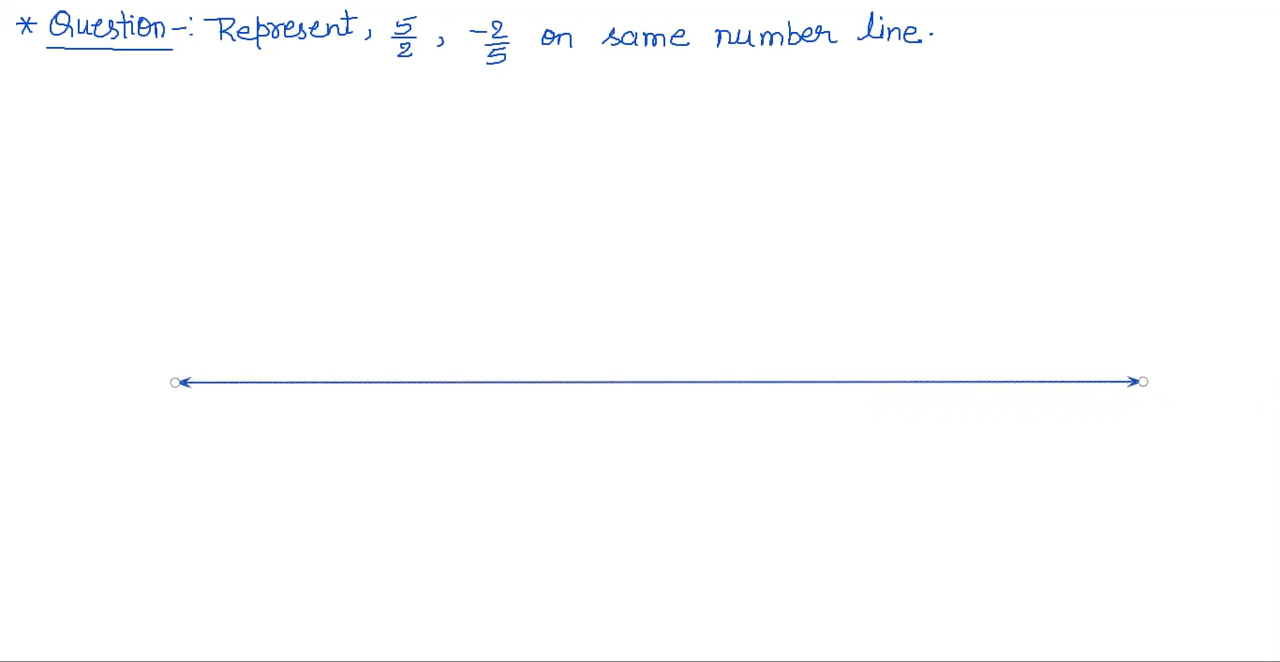 * Question-: Represent, 5/2, -2/5 on same number line.